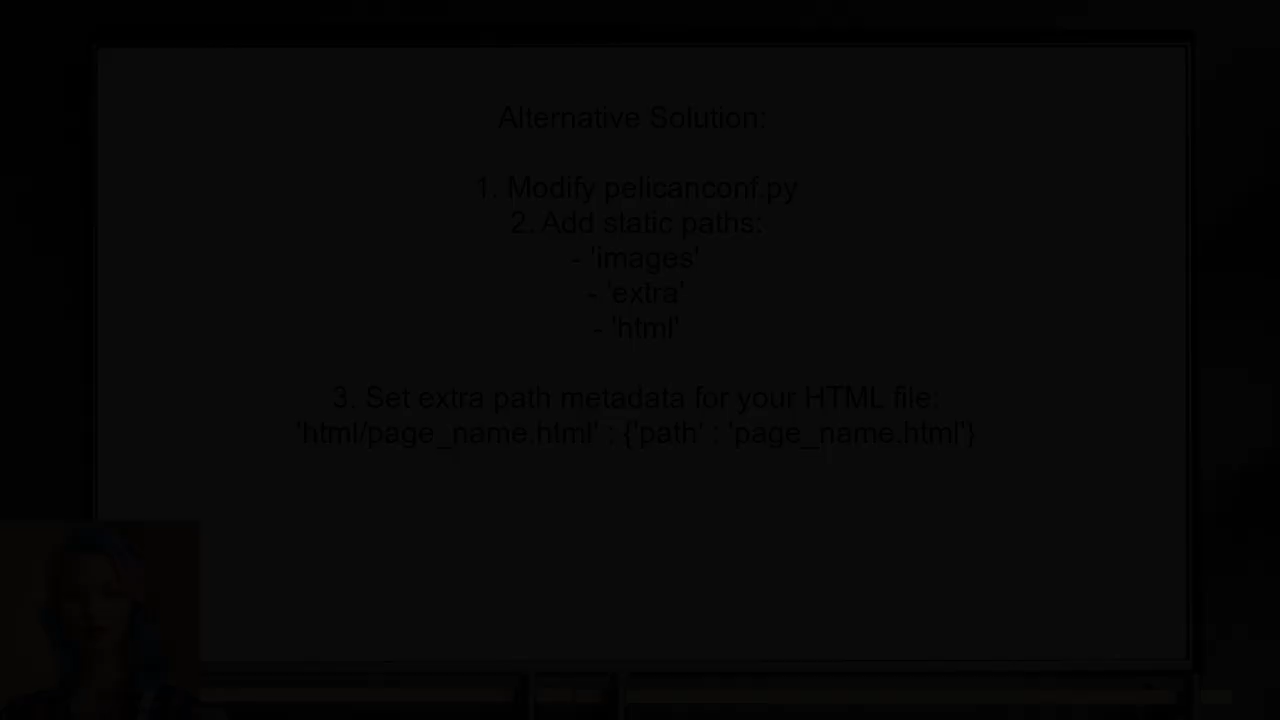 Alternative Solution:
1. Modify pelicanconf.py
2. Add static paths:
- 'images'
- 'extra'
- 'html'
3. Set extra path metadata for your HTML file:
'html/page_name.html' : {'path' : 'page_name.html'}